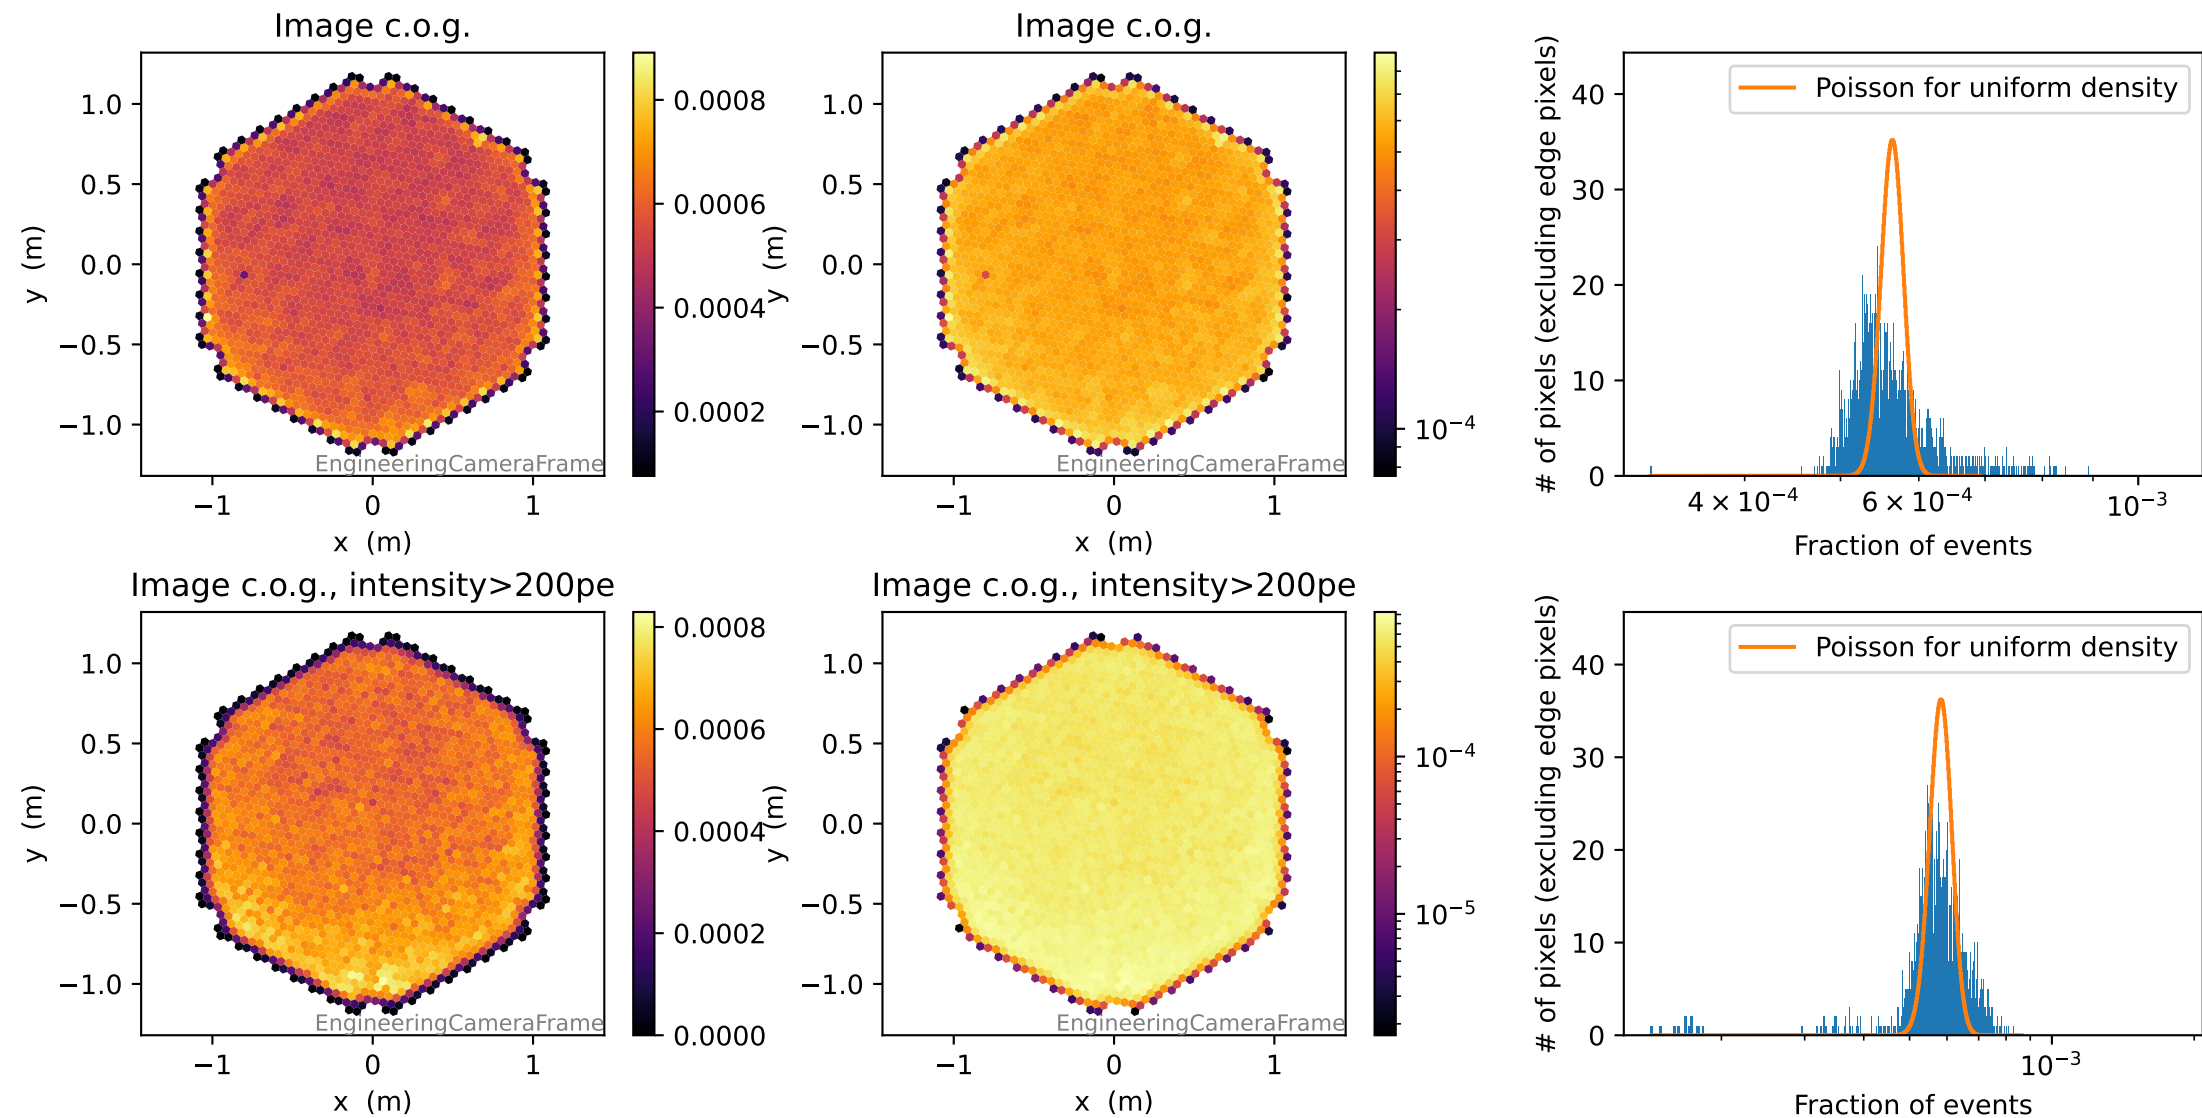 Image c.o.g.
1.0
0.5
0.0
−0.5
−1.0
y (m)
−1
0
1
x (m)
EngineeringCameraFrame
0.0008
0.0006
0.0004
0.0002
Image c.o.g.
1.0
0.5
0.0
−0.5
−1.0
y (m)
−1
0
1
x (m)
EngineeringCameraFrame
10⁻⁴
Poisson for uniform density
40
30
20
10
0
# of pixels (excluding edge pixels)
4 × 10⁻⁴
6 × 10⁻⁴
10⁻³
Fraction of events
Image c.o.g., intensity>200pe
1.0
0.5
0.0
−0.5
−1.0
y (m)
−1
0
1
x (m)
EngineeringCameraFrame
0.0008
0.0006
0.0004
0.0002
0.0000
Image c.o.g., intensity>200pe
1.0
0.5
0.0
−0.5
−1.0
y (m)
−1
0
1
x (m)
EngineeringCameraFrame
10⁻⁴
10⁻⁵
Poisson for uniform density
40
30
20
10
0
# of pixels (excluding edge pixels)
10⁻³
Fraction of events